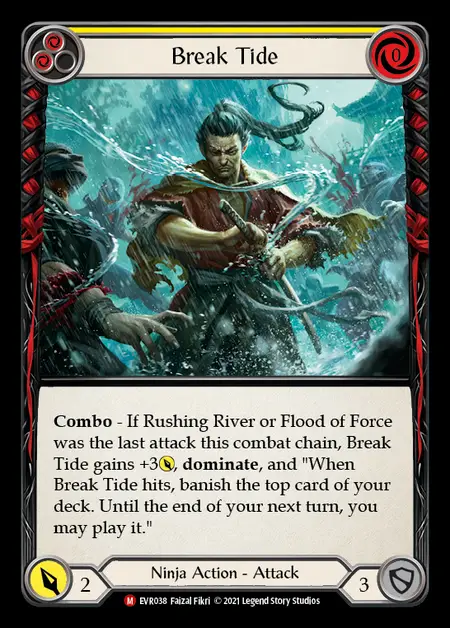 Break Tide
0
Combo - If Rushing River or Flood of Force
was the last attack this combat chain, Break
Tide gains +3, dominate, and "When
Break Tide hits, banish the top card of your
deck. Until the end of your next turn, you
may play it."
2
Ninja Action - Attack
3
M EVR038 Faizal Fikri © 2021 Legend Story Studios